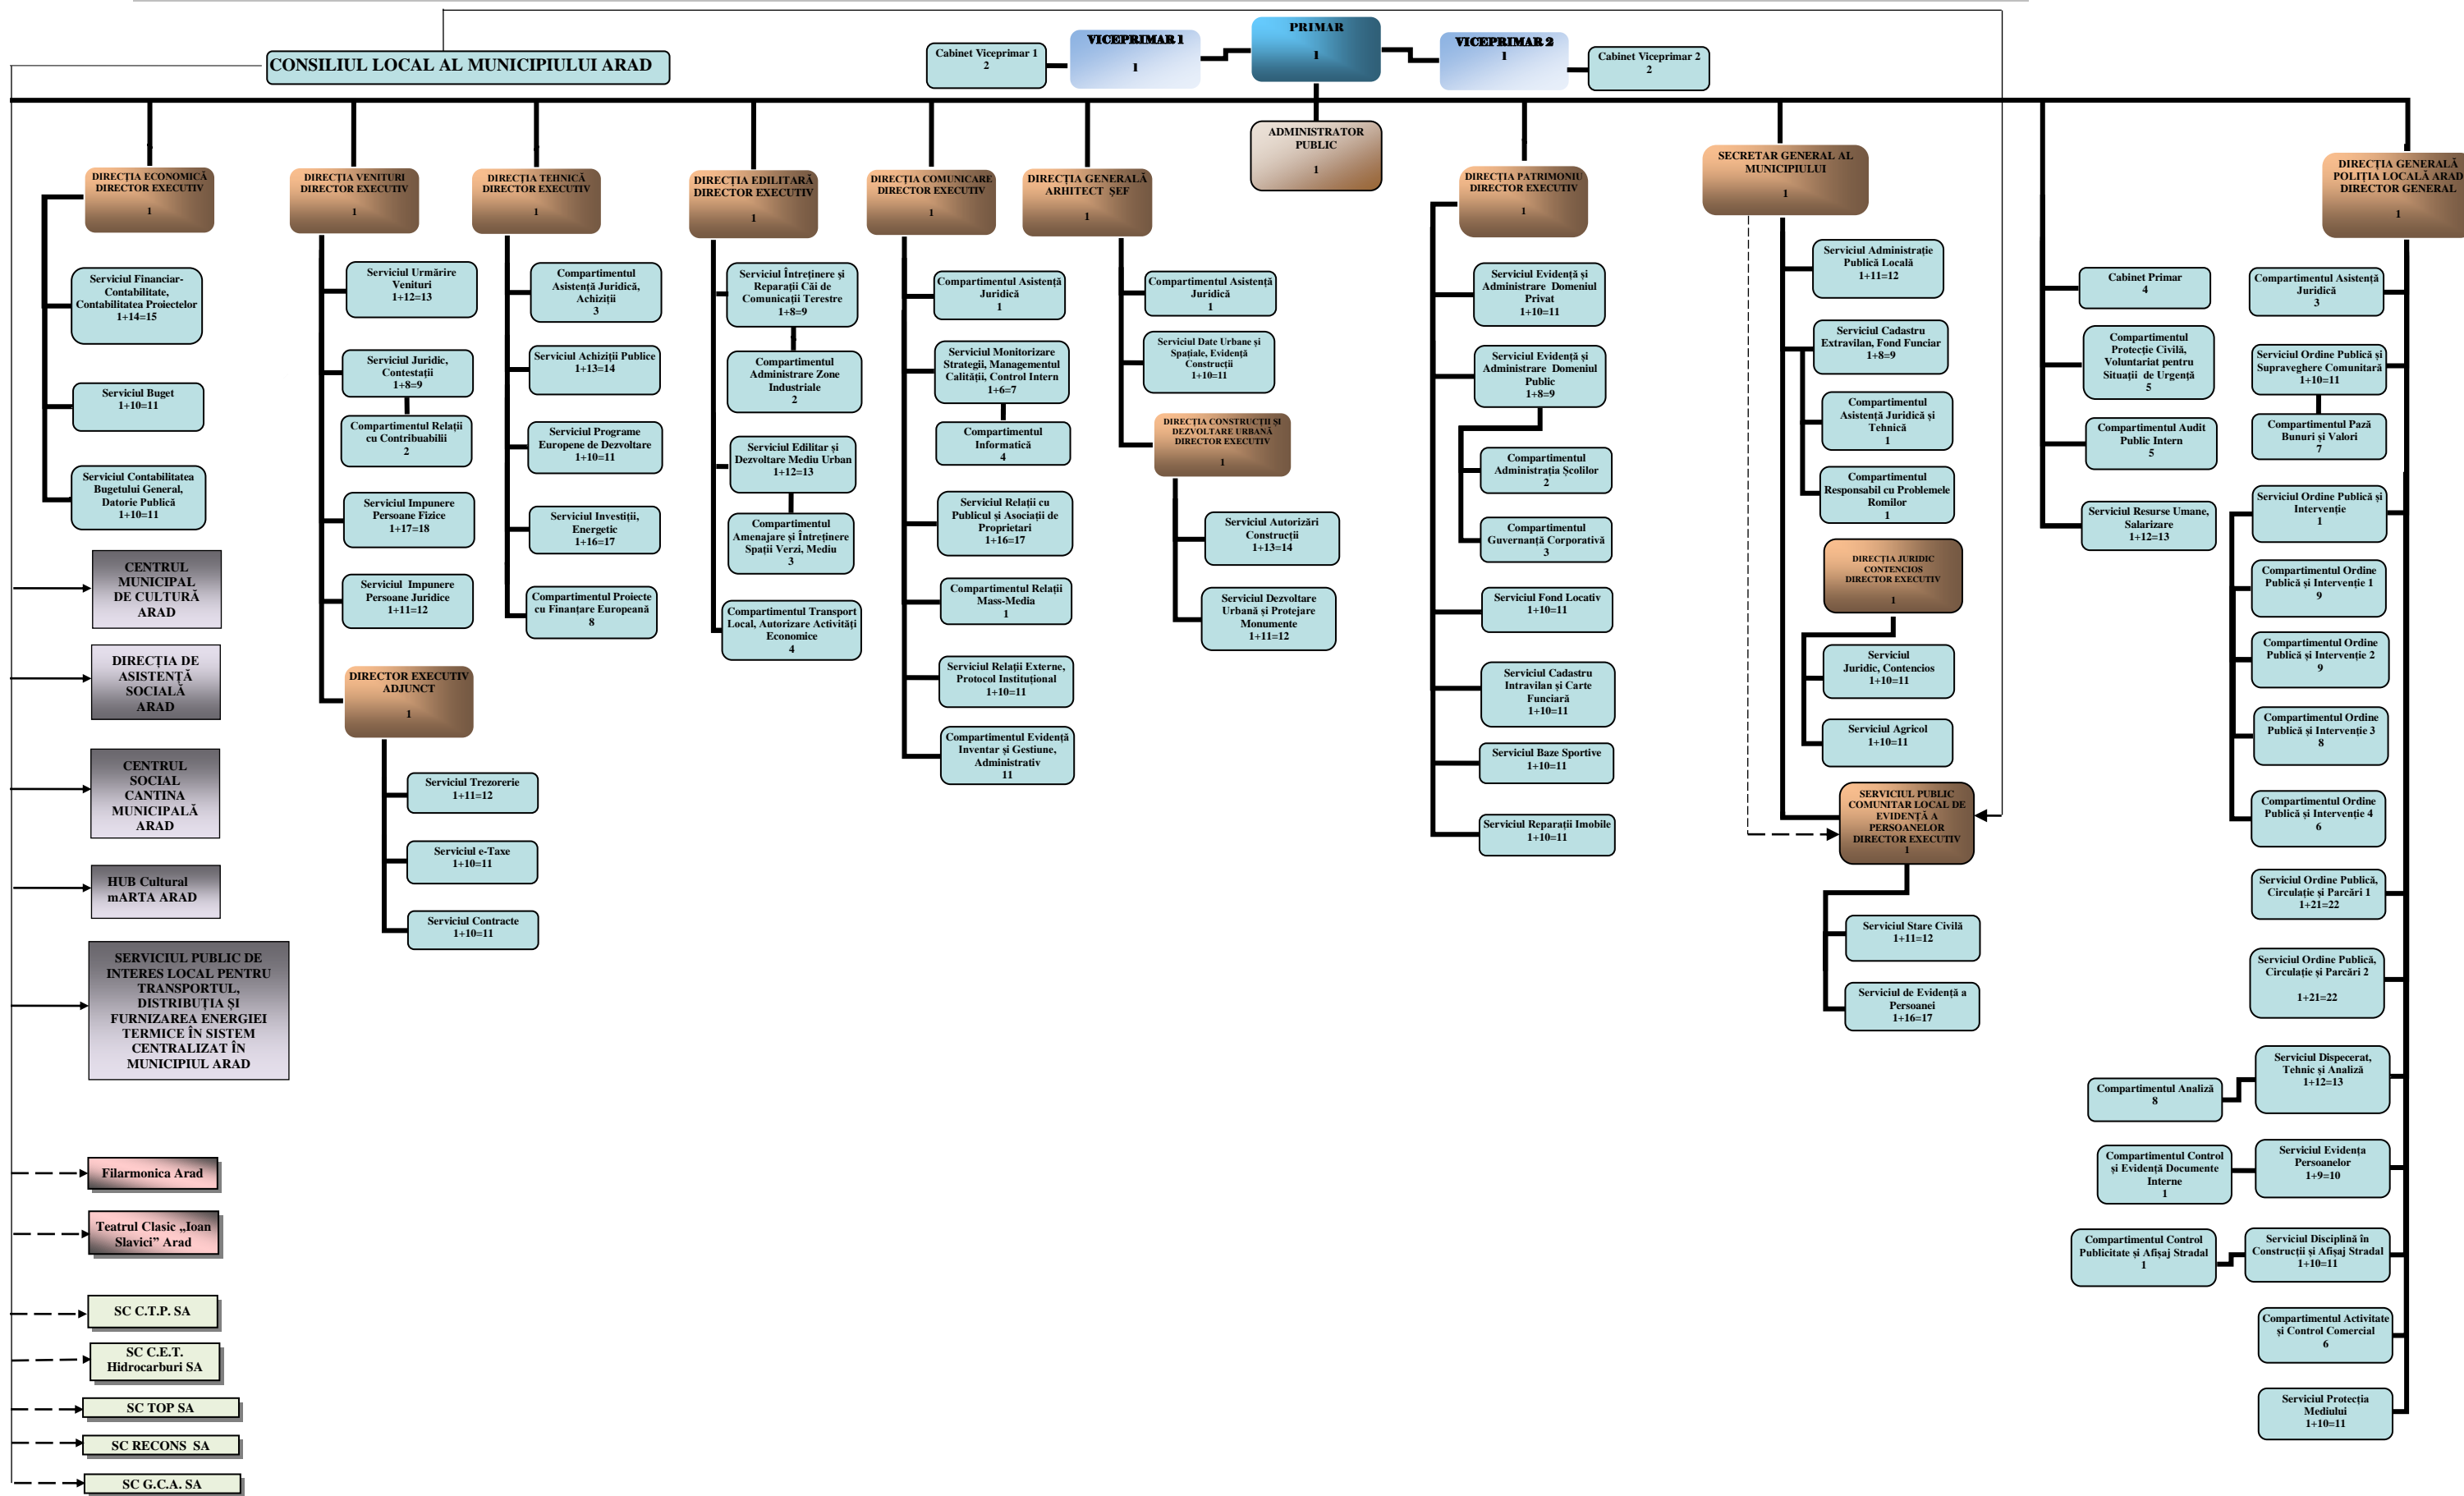 CONSILIUL LOCAL AL MUNICIPIULUI ARAD
Cabinet Viceprimar 1
2
VICEPRIMAR 1
1
PRIMAR
1
VICEPRIMAR 2
1
Cabinet Viceprimar 2
2
ADMINISTRATOR
PUBLIC
1
DIRECȚIA ECONOMICĂ
DIRECTOR EXECUTIV
1
Serviciul Financiar-
Contabilitate,
Contabilitatea Proiectelor
1+14=15
Serviciul Buget
1+10=11
Serviciul Contabilitatea
Bugetului General,
Datorie Publică
1+10=11
CENTRUL
MUNICIPAL
DE CULTURĂ
ARAD
DIRECȚIA DE
ASISTENȚĂ
SOCIALĂ
ARAD
CENTRUL
SOCIAL
CANTINA
MUNICIPALĂ
ARAD
HUB Cultural
mARTA ARAD
SERVICIUL PUBLIC DE
INTERES LOCAL PENTRU
TRANSPORTUL,
DISTRIBUȚIA ȘI
FURNIZAREA ENERGIEI
TERMICE ÎN SISTEM
CENTRALIZAT ÎN
MUNICIPIUL ARAD
Filarmonica Arad
Teatrul Clasic „Ioan
Slavici” Arad
SC C.T.P. SA
SC C.E.T.
Hidrocarburi SA
SC TOP SA
SC RECONS SA
SC G.C.A. SA
DIRECȚIA VENITURI
DIRECTOR EXECUTIV
1
Serviciul Urmărire
Venituri
1+12=13
Serviciul Juridic,
Contestații
1+8=9
Compartimentul Relații
cu Contribuabilii
2
Serviciul Impunere
Persoane Fizice
1+17=18
Serviciul Impunere
Persoane Juridice
1+11=12
DIRECTOR EXECUTIV
ADJUNCT
1
Serviciul Trezorerie
1+11=12
Serviciul e-Taxe
1+10=11
Serviciul Contracte
1+10=11
DIRECȚIA TEHNICĂ
DIRECTOR EXECUTIV
1
Compartimentul
Asistență Juridică,
Achiziții
3
Serviciul Achiziții Publice
1+13=14
Serviciul Programe
Europene de Dezvoltare
1+10=11
Serviciul Investiții,
Energetic
1+16=17
Compartimentul Proiecte
cu Finanțare Europeană
8
DIRECȚIA EDILITARĂ
DIRECTOR EXECUTIV
1
Serviciul Întreținere și
Reparații Căi de
Comunicații Terestre
1+8=9
Compartimentul
Administrare Zone
Industriale
2
Serviciul Edilitar și
Dezvoltare Mediu Urban
1+12=13
Compartimentul
Amenajare și Întreținere
Spații Verzi, Mediu
3
Compartimentul Transport
Local, Autorizare Activități
Economice
4
DIRECȚIA COMUNICARE
DIRECTOR EXECUTIV
1
Compartimentul Asistență
Juridică
1
Serviciul Monitorizare
Strategii, Managementul
Calității, Control Intern
1+6=7
Compartimentul
Informatică
4
Serviciul Relații cu
Publicul și Asociații de
Proprietari
1+16=17
Compartimentul Relații
Mass-Media
1
Serviciul Relații Externe,
Protocol Instituțional
1+10=11
Compartimentul Evidență
Inventar și Gestiune,
Administrativ
11
DIRECȚIA GENERALĂ
ARHITECT ȘEF
1
Compartimentul Asistență
Juridică
1
Serviciul Date Urbane și
Spațiale, Evidență
Construcții
1+10=11
DIRECȚIA CONSTRUCȚII ȘI
DEZVOLTARE URBANĂ
DIRECTOR EXECUTIV
1
Serviciul Autorizări
Construcții
1+13=14
Serviciul Dezvoltare
Urbană și Protejare
Monumente
1+11=12
DIRECȚIA PATRIMONIU
DIRECTOR EXECUTIV
1
Serviciul Evidență și
Administrare Domeniul
Privat
1+10=11
Serviciul Evidență și
Administrare Domeniul
Public
1+8=9
Compartimentul
Administrația Școlilor
2
Compartimentul
Guvernanță Corporativă
3
Serviciul Fond Locativ
1+10=11
Serviciul Cadastru
Intravilan și Carte
Funciară
1+10=11
Serviciul Baze Sportive
1+10=11
Serviciul Reparații Imobile
1+10=11
SECRETAR GENERAL AL
MUNICIPIULUI
1
Serviciul Administrație
Publică Locală
1+11=12
Serviciul Cadastru
Extravilan, Fond Funciar
1+8=9
Compartimentul
Asistență Juridică și
Tehnică
1
Compartimentul
Responsabil cu Problemele
Romilor
1
DIRECȚIA JURIDIC
CONTENCIOS
DIRECTOR EXECUTIV
1
Serviciul
Juridic, Contencios
1+10=11
Serviciul Agricol
1+10=11
SERVICIUL PUBLIC
COMUNITAR LOCAL DE
EVIDENȚĂ A
PERSOANELOR
DIRECTOR EXECUTIV
1
Serviciul Stare Civilă
1+11=12
Serviciul de Evidență a
Persoanei
1+16=17
Cabinet Primar
4
Compartimentul
Protecție Civilă,
Voluntariat pentru
Situații de Urgență
5
Compartimentul Audit
Public Intern
5
Serviciul Resurse Umane,
Salarizare
1+12=13
DIRECȚIA GENERALĂ
POLIȚIA LOCALĂ ARAD
DIRECTOR GENERAL
1
Compartimentul Asistență
Juridică
3
Serviciul Ordine Publică și
Supraveghere Comunitară
1+10=11
Compartimentul Pază
Bunuri și Valori
7
Serviciul Ordine Publică și
Intervenție
1
Compartimentul Ordine
Publică și Intervenție 1
9
Compartimentul Ordine
Publică și Intervenție 2
9
Compartimentul Ordine
Publică și Intervenție 3
8
Compartimentul Ordine
Publică și Intervenție 4
6
Serviciul Ordine Publică,
Circulație și Parcări 1
1+21=22
Serviciul Ordine Publică,
Circulație și Parcări 2
1+21=22
Serviciul Dispecerat,
Tehnic și Analiză
1+12=13
Compartimentul Analiză
8
Serviciul Evidența
Persoanelor
1+9=10
Compartimentul Control
și Evidență Documente
Interne
1
Serviciul Disciplină în
Construcții și Afișaj Stradal
1+10=11
Compartimentul Control
Publicitate și Afișaj Stradal
1
Compartimentul Activitate
și Control Comercial
6
Serviciul Protecția
Mediului
1+10=11